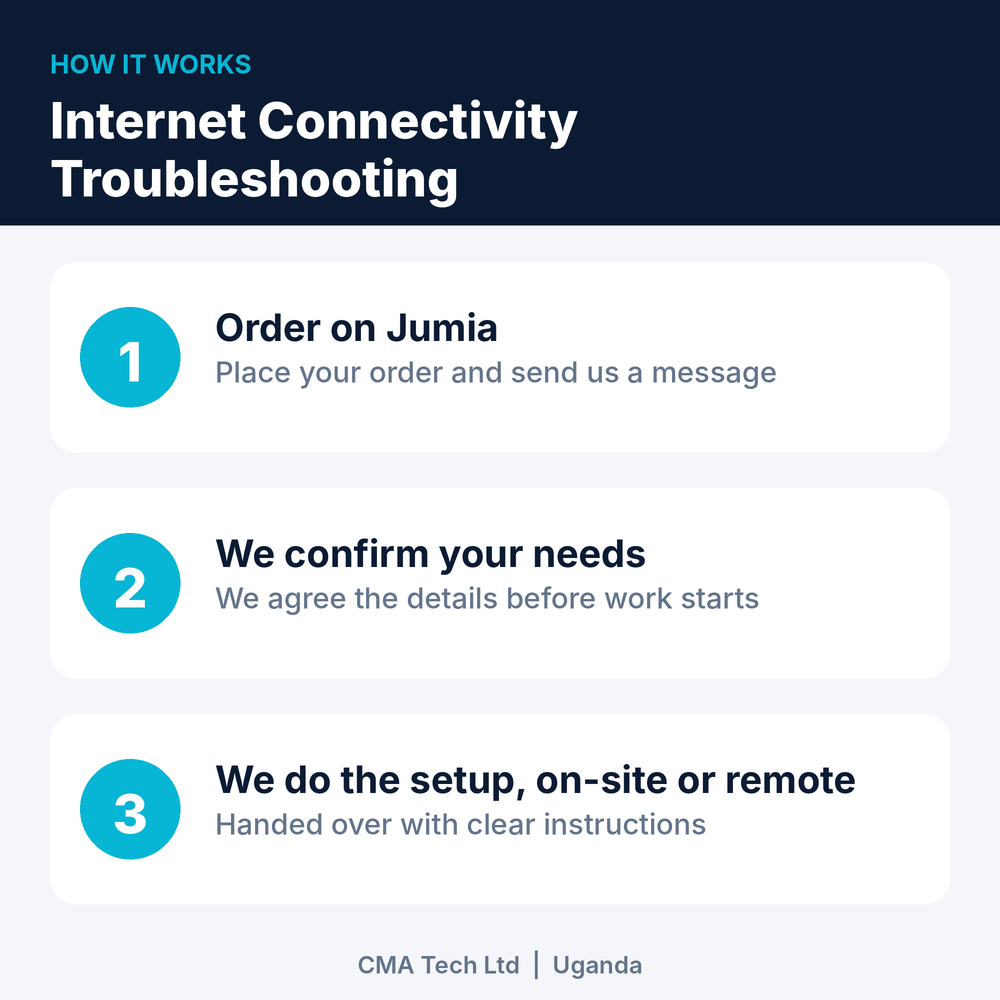 HOW IT WORKS
Internet Connectivity
Troubleshooting
1
Order on Jumia
Place your order and send us a message
2
We confirm your needs
We agree the details before work starts
3
We do the setup, on-site or remote
Handed over with clear instructions
CMA Tech Ltd | Uganda